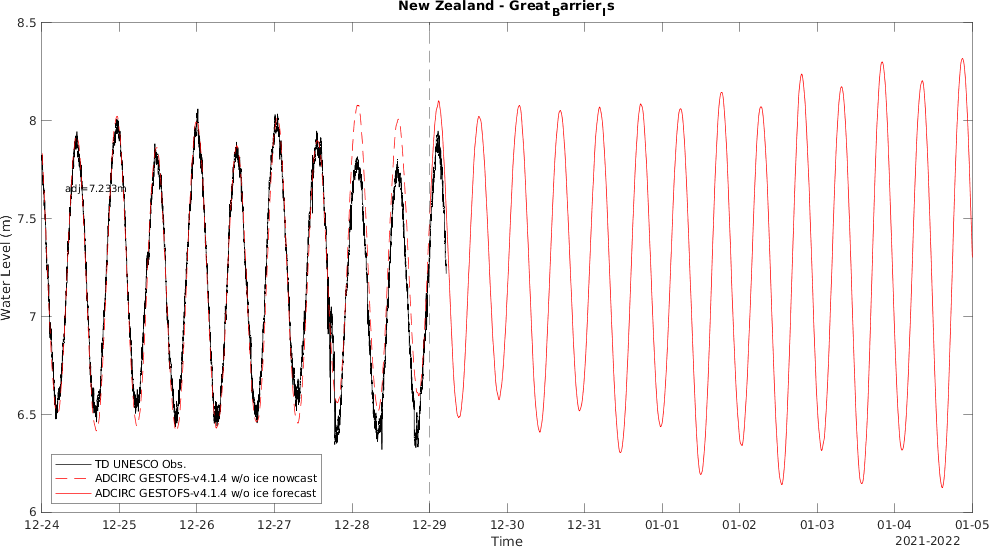 New Zealand - GreatBarrierIs
8.5
8
7.5
7
6.5
6
Water Level (m)
adj=7.233m
TD UNESCO Obs.
ADCIRC GESTOFS-v4.1.4 w/o ice nowcast
ADCIRC GESTOFS-v4.1.4 w/o ice forecast
12-24 12-25 12-26 12-27 12-28 12-29 12-30 12-31 01-01 01-02 01-03 01-04 01-05
Time
2021-2022